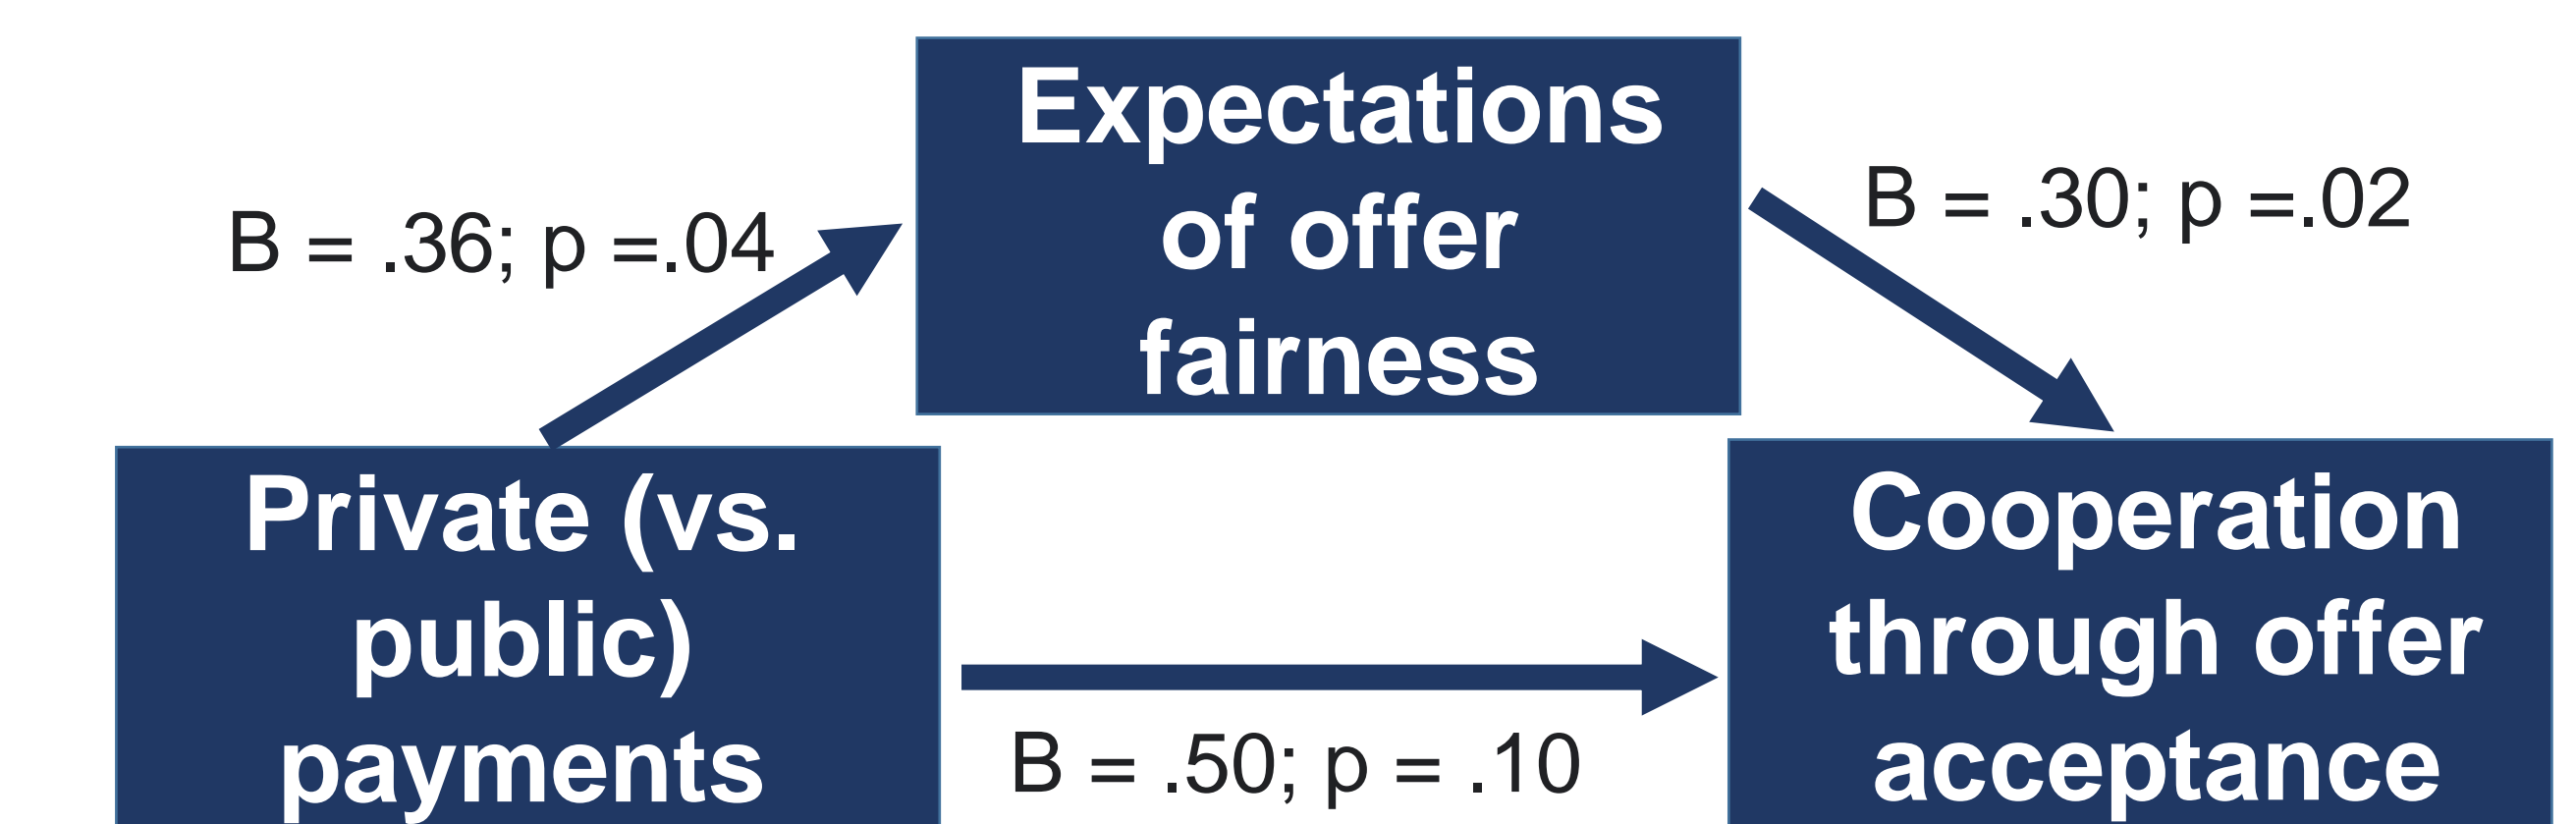 Expectations
of offer
fairness
B = .36; p =.04
B = .30; p =.02
Private (vs.
public)
payments
B = .50; p = .10
Cooperation
through offer
acceptance